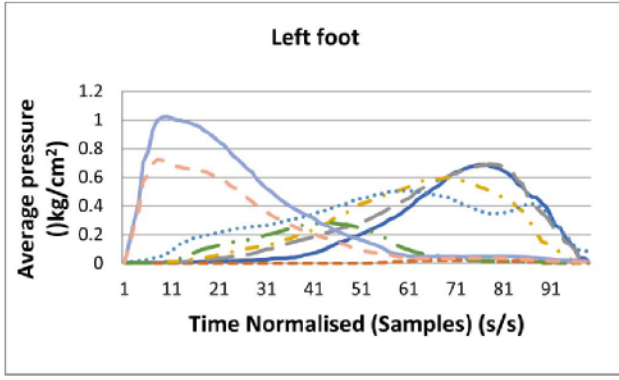 Left foot
Average pressure
()kg/cm²)
1.2
1
0.8
0.6
0.4
0.2
0
1 11 21 31 41 51 61 71 81 91
Time Normalised (Samples) (s/s)